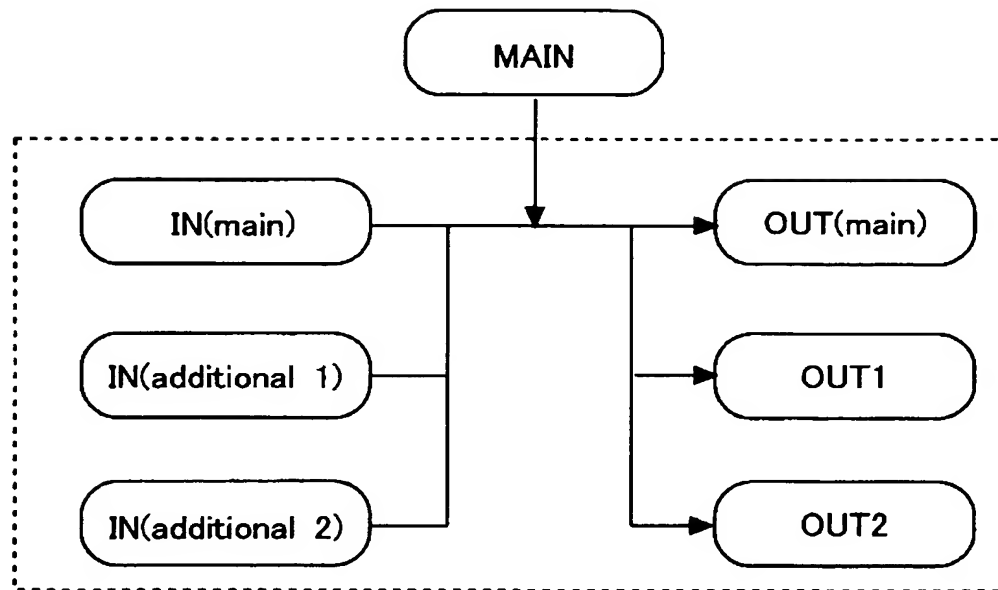 MAIN
IN(main)
OUT(main)
IN(additional 1)
OUT1
IN(additional 2)
OUT2